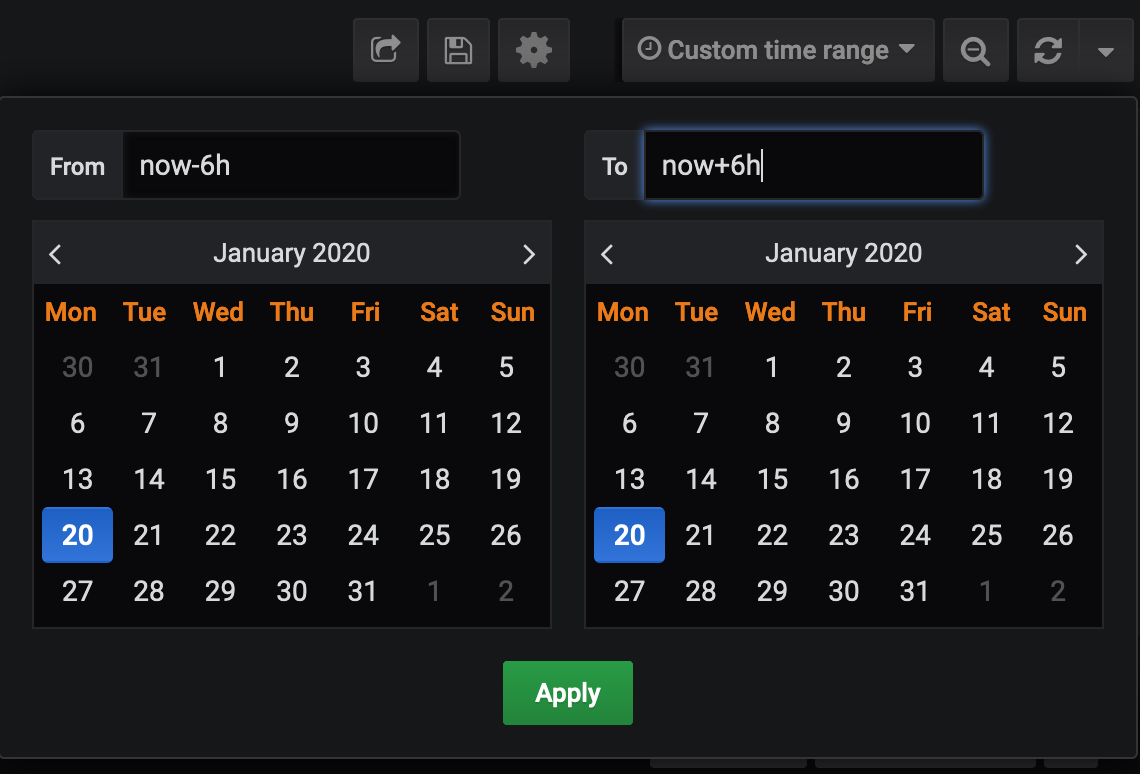 Custom time range
From now-6h To now+6h
January 2020 January 2020
Mon Tue Wed Thu Fri Sat Sun Mon Tue Wed Thu Fri Sat Sun
30 31 1 2 3 4 5 30 31 1 2 3 4 5
6 7 8 9 10 11 12 6 7 8 9 10 11 12
13 14 15 16 17 18 19 13 14 15 16 17 18 19
20 21 22 23 24 25 26 20 21 22 23 24 25 26
27 28 29 30 31 1 2 27 28 29 30 31 1 2
Apply